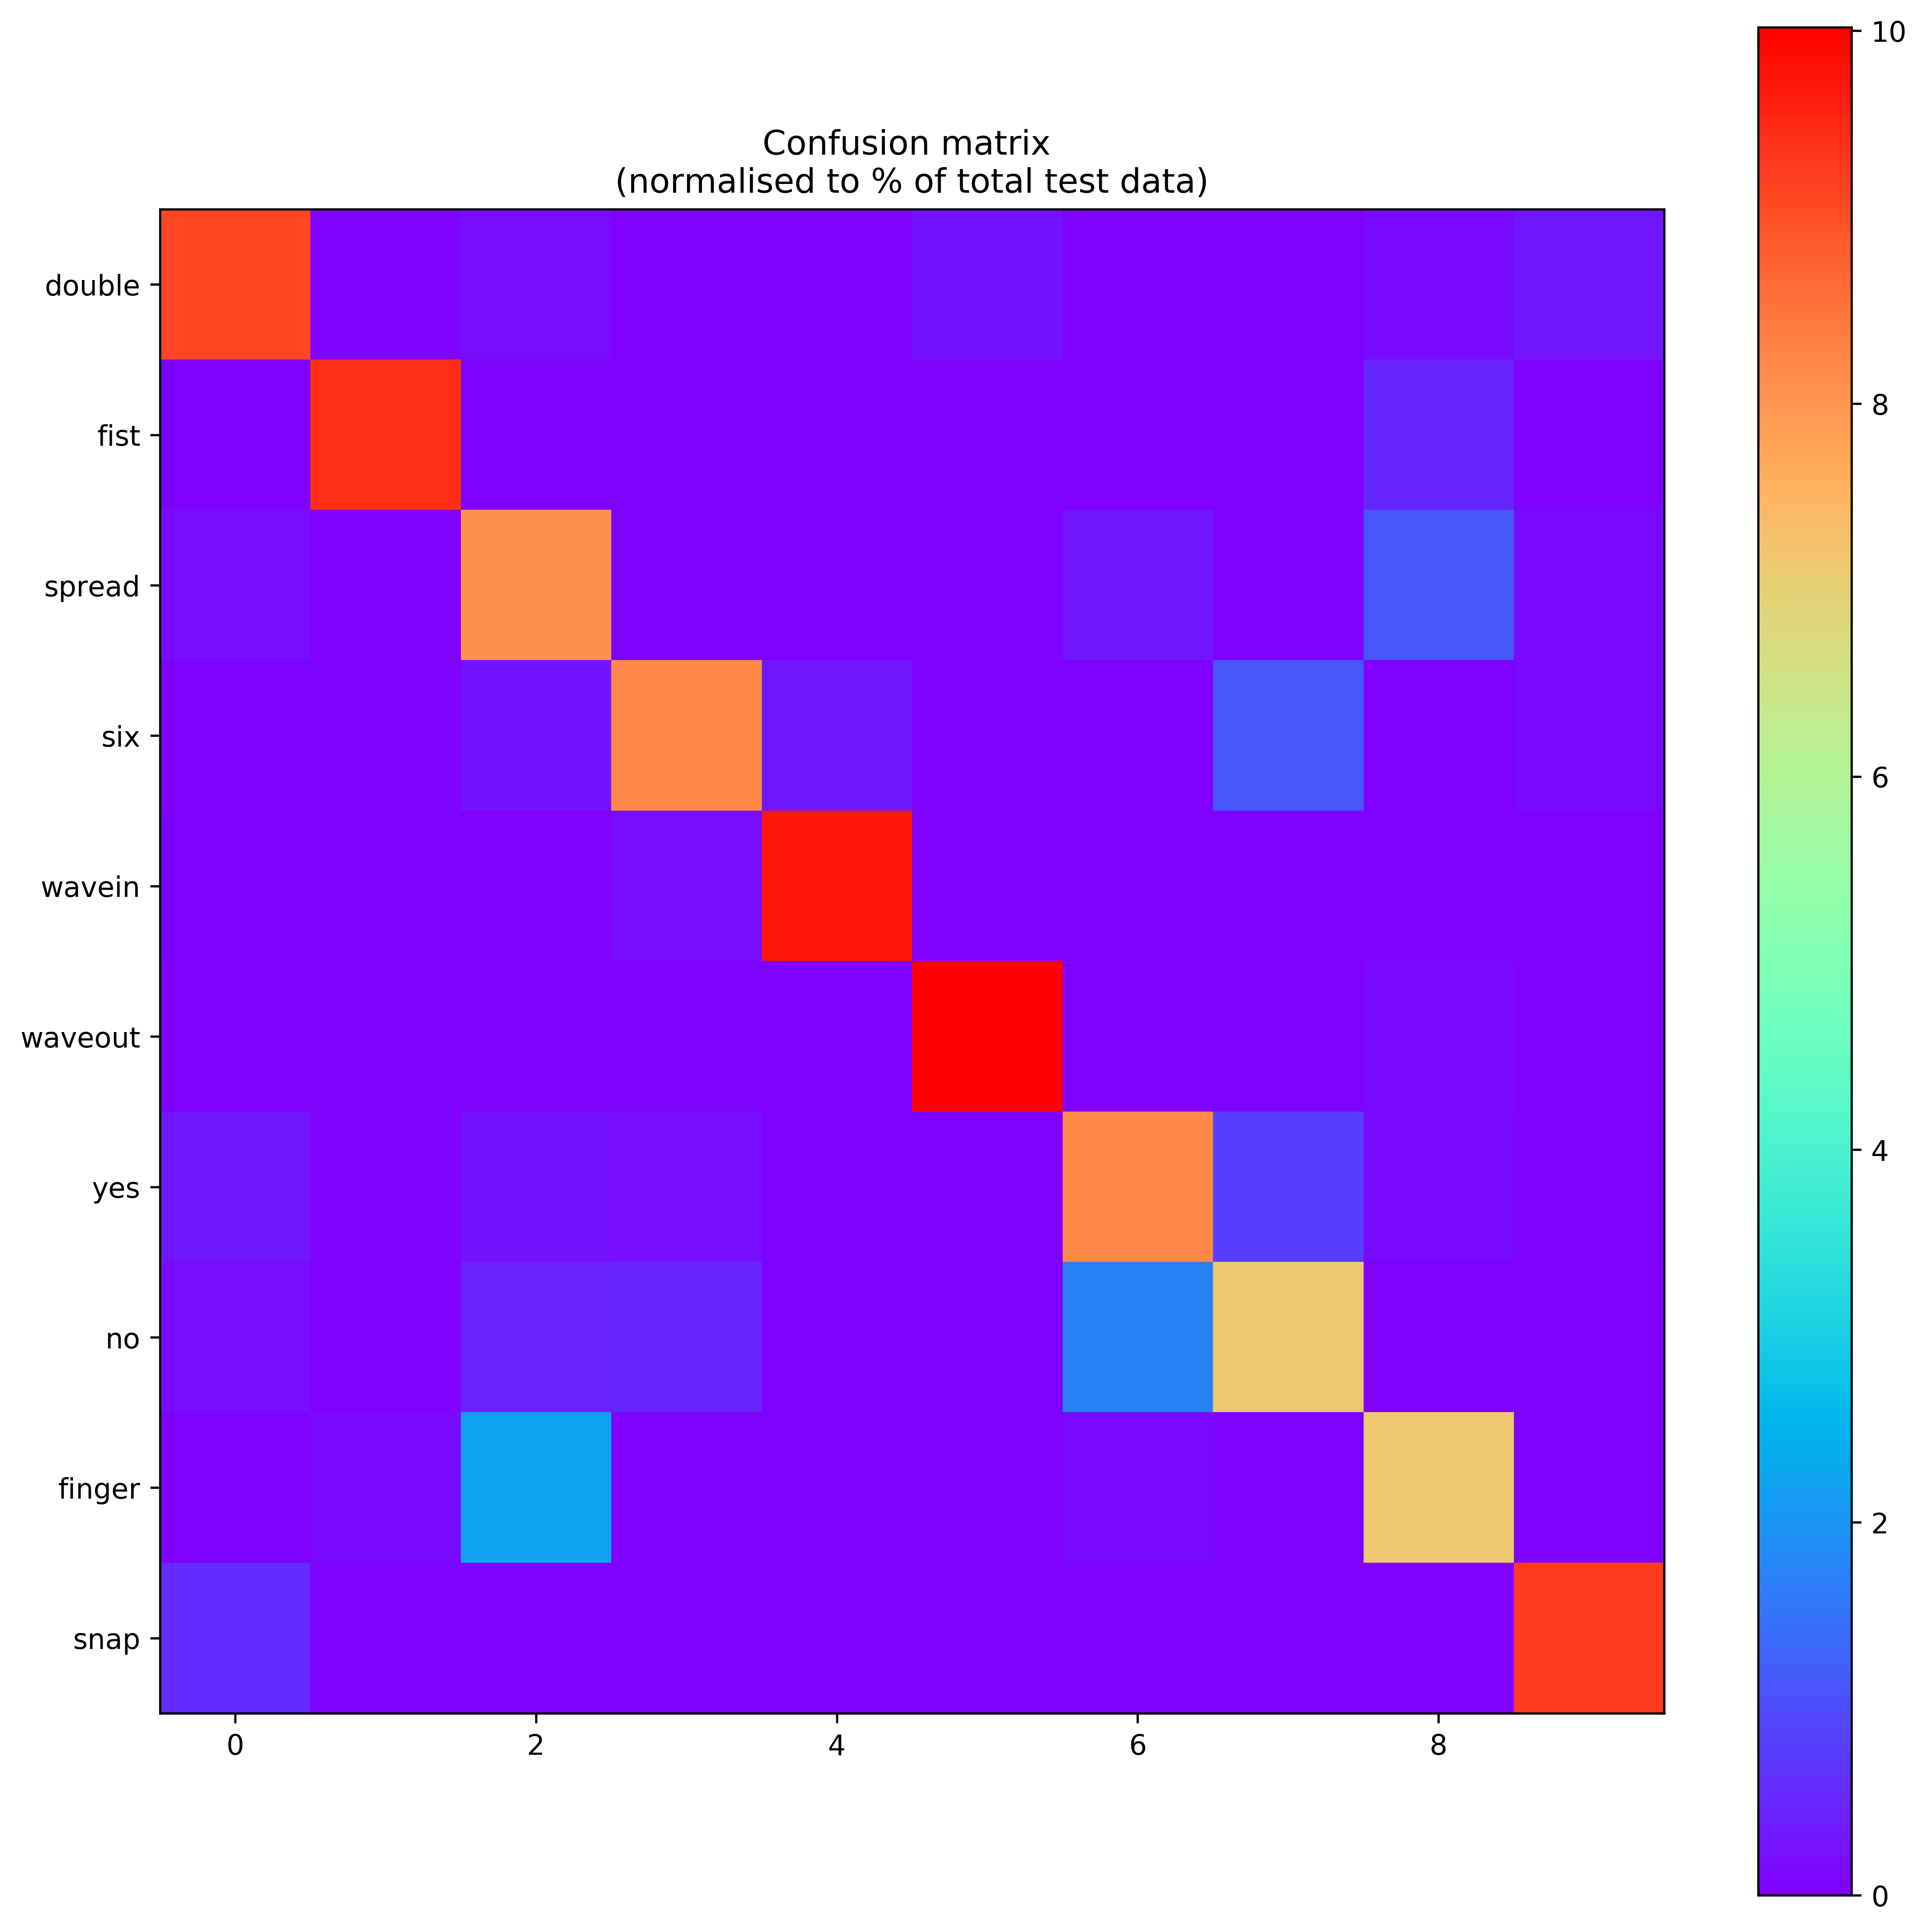 Confusion matrix
(normalised to % of total test data)
double
fist
spread
six
wavein
waveout
yes
no
finger
snap
0 2 4 6 8
10
8
6
4
2
0